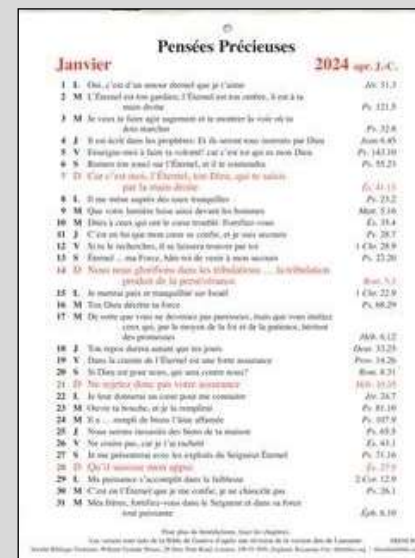 Pensées Précieuses
Janvier 2024 apr. J.-C.
1 L Oui, c'est d'un amour éternel que je t'aime Jér. 31.3
2 M L'Éternel est ton gardien; l'Éternel est ton ombre, il est à ta
main droite Ps. 121.5
3 M Je veux te faire agir sagement et te montrer la voie où tu
dois marcher Ps. 32.8
4 J Il est écrit dans les prophètes: Et ils seront tous instruits par Dieu Jean 6.45
5 V Enseigne-moi à faire ta volonté! car c'est toi qui es mon Dieu Ps. 143.10
6 S Remets ton souci sur l'Éternel, et il te soutiendra Ps. 55.23
7 D Car c'est moi, l'Éternel, ton Dieu, qui te saisis
par la main droite És. 41.13
8 L Il me mène auprès des eaux tranquilles Ps. 23.2
9 M Que votre lumière luise ainsi devant les hommes Matt. 5.16
10 M Dites à ceux qui ont le cœur troublé: Fortifiez-vous És. 35.4
11 J C'est en lui que mon cœur se confie, et je suis secouru Ps. 28.7
12 V Si tu le recherches, il se laissera trouver par toi 1 Chr. 28.9
13 S Éternel ... ma Force, hâte-toi de venir à mon secours Ps. 22.20
14 D Nous nous glorifions dans les tribulations ... la tribulation
produit de la persévérance Rom. 5.3
15 L Je mettrai paix et tranquillité sur Israël 1 Chr. 22.9
16 M Ton Dieu décrète ta force Ps. 68.29
17 M De sorte que vous ne deveniez pas paresseux, mais que vous imitiez
ceux qui, par le moyen de la foi et de la patience, héritent
des promesses Héb. 6.12
18 J Ton repos durera autant que tes jours Deut. 33.25
19 V Dans la crainte de l'Éternel est une forte assurance Prov. 14.26
20 S Si Dieu est pour nous, qui sera contre nous? Rom. 8.31
21 D Ne rejetez donc pas votre assurance Héb. 10.35
22 L Je leur donnerai un cœur pour me connaître Jér. 24.7
23 M Ouvre ta bouche, et je la remplirai Ps. 81.10
24 M Il a ... rempli de biens l'âme affamée Ps. 107.9
25 J Nous serons rassasiés des biens de ta maison Ps. 65.5
26 V Ne crains pas, car je t'ai racheté És. 43.1
27 S Je me présenterai avec les exploits du Seigneur Éternel Ps. 71.16
28 D Qu'il saisisse mon appui És. 27.5
29 L Ma puissance s'accomplit dans la faiblesse 2 Cor. 12.9
30 M C'est en l'Éternel que je me confie, je ne chancelle pas Ps. 26.1
31 M Mes frères, fortifiez-vous dans le Seigneur et dans sa force
toute puissante Éph. 6.10
Pour plus de bénédictions, lisez les chapitres.